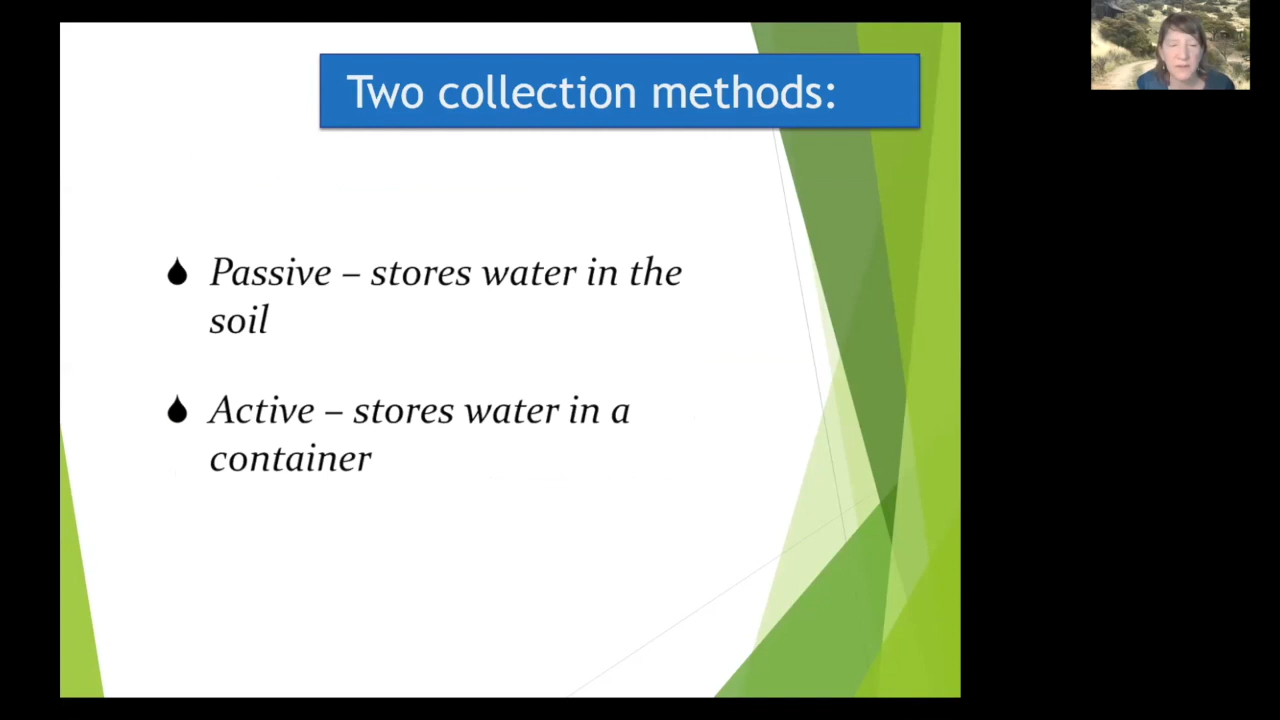 Two collection methods:
Passive – stores water in the
soil
Active – stores water in a
container